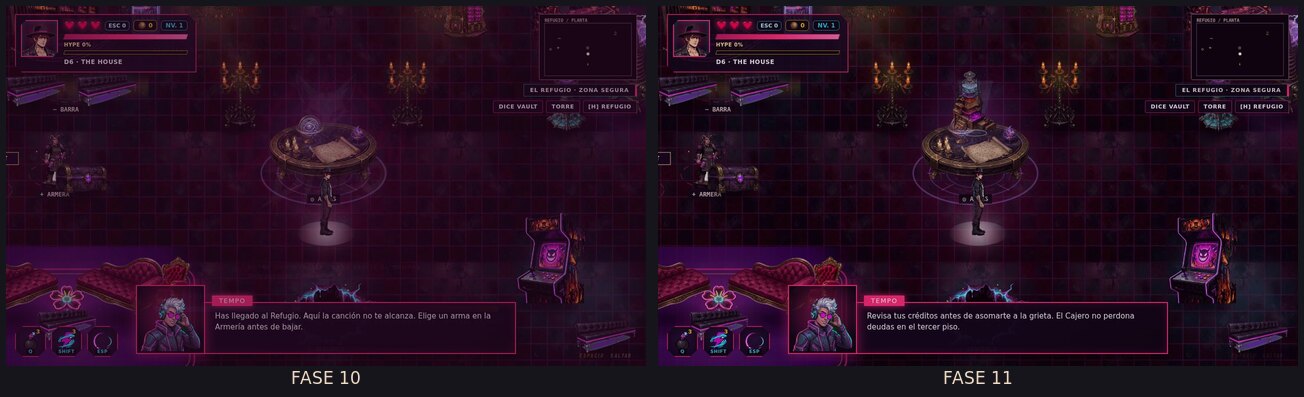 ESC 0
0
NV. 1
HYPE 0%
D6 · THE HOUSE
REFUGIO / PLANTA
EL REFUGIO · ZONA SEGURA
DICE VAULT
TORRE
[H] REFUGIO
— BARRA
+ ARMERA
TEMPO
Has llegado al Refugio. Aquí la canción no te alcanza. Elige un arma en la
Armería antes de bajar.
3
3
Q
SHIFT
ESP
FASE 10
ESC 0
0
NV. 1
HYPE 0%
D6 · THE HOUSE
REFUGIO / PLANTA
EL REFUGIO · ZONA SEGURA
DICE VAULT
TORRE
[H] REFUGIO
— BARRA
+ ARMERA
TEMPO
Revisa tus créditos antes de asomarte a la grieta. El Cajero no perdona
deudas en el tercer piso.
3
3
Q
SHIFT
ESP
FASE 11